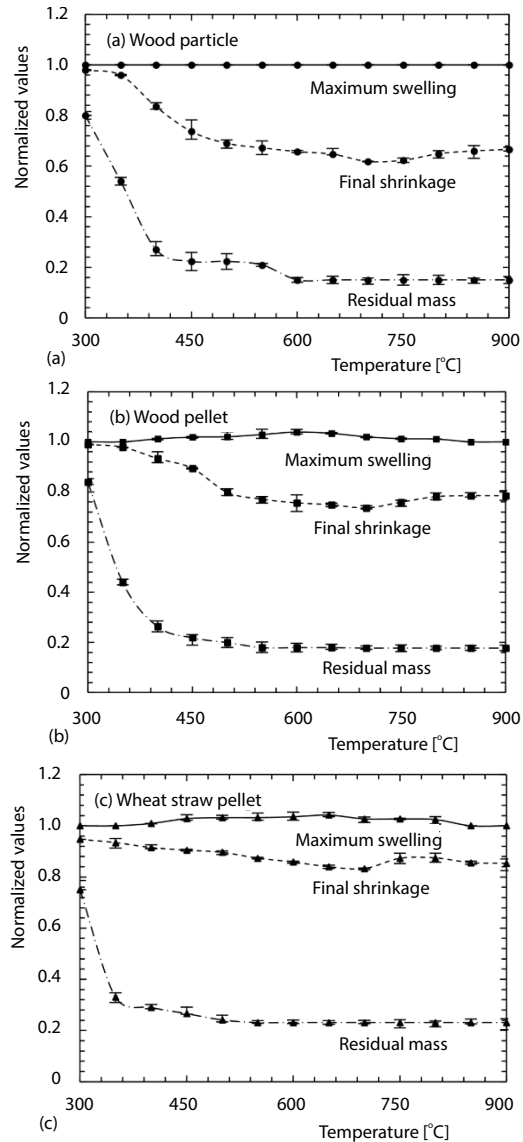 1.2
(a) Wood particle
1.0
Maximum swelling
0.8
Normalized values
0.6
Final shrinkage
0.4
0.2
Residual mass
0
300 450 600 750 900
(a)
Temperature [°C]
1.2
(b) Wood pellet
1.0
Maximum swelling
0.8
Normalized values
Final shrinkage
0.6
0.4
0.2
Residual mass
0
300 450 600 750 900
(b)
Temperature [°C]
1.2
(c) Wheat straw pellet
1.0
Maximum swelling
0.8
Normalized values
Final shrinkage
0.6
0.4
0.2
Residual mass
0
300 450 600 750 900
Temperature [°C]
(c)